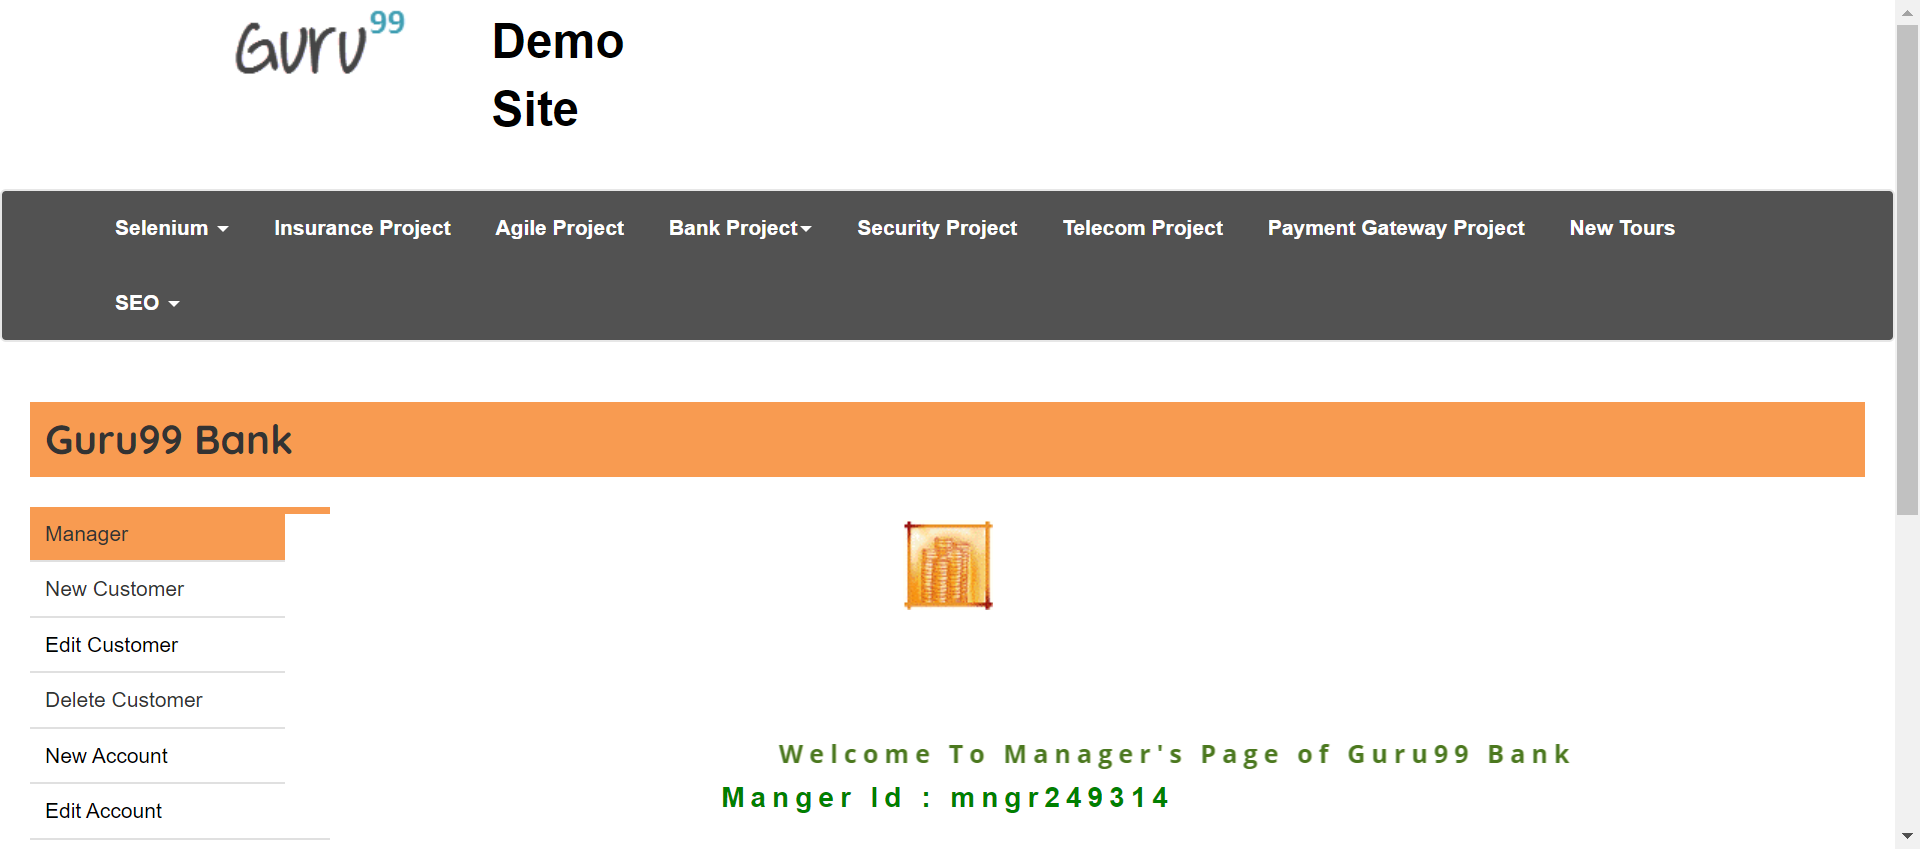 Guru99
Demo
Site
Selenium
Insurance Project
Agile Project
Bank Project
Security Project
Telecom Project
Payment Gateway Project
New Tours
SEO
Guru99 Bank
Manager
New Customer
Edit Customer
Delete Customer
New Account
Edit Account
Welcome To Manager's Page of Guru99 Bank
Manger Id : mngr249314